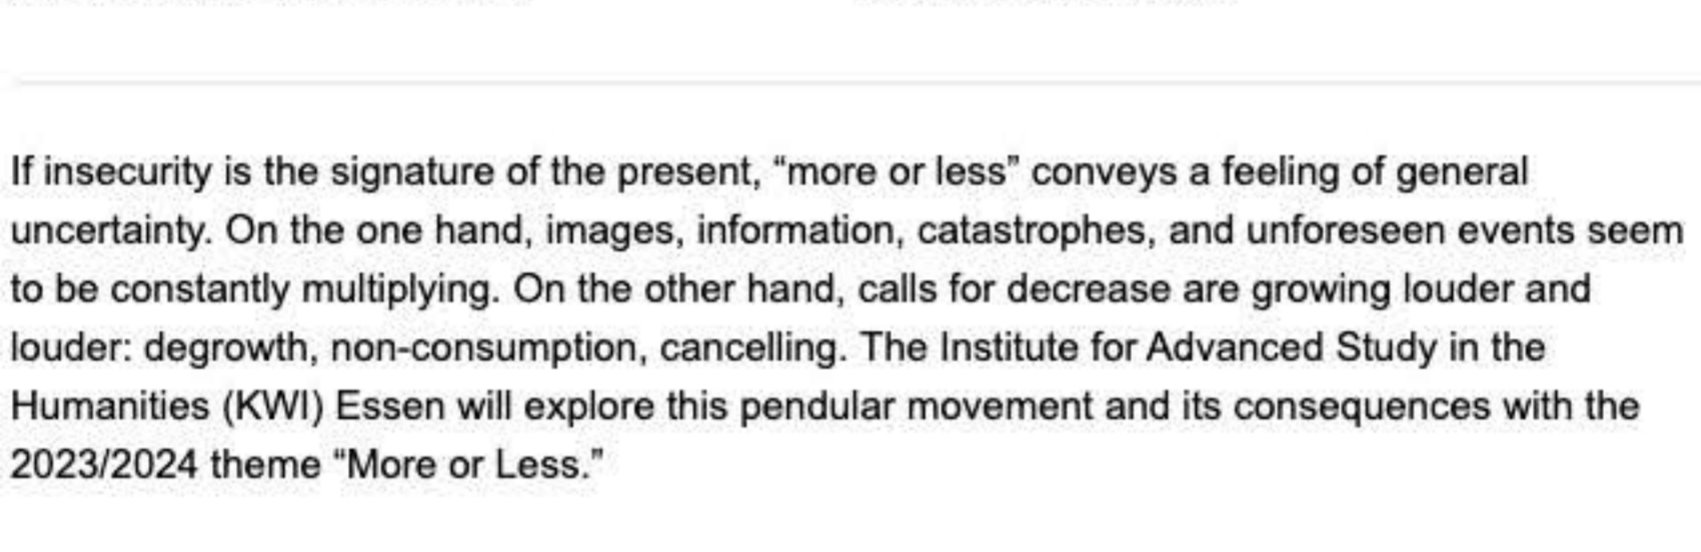 If insecurity is the signature of the present, “more or less” conveys a feeling of general
uncertainty. On the one hand, images, information, catastrophes, and unforeseen events seem
to be constantly multiplying. On the other hand, calls for decrease are growing louder and
louder: degrowth, non-consumption, cancelling. The Institute for Advanced Study in the
Humanities (KWI) Essen will explore this pendular movement and its consequences with the
2023/2024 theme “More or Less.”